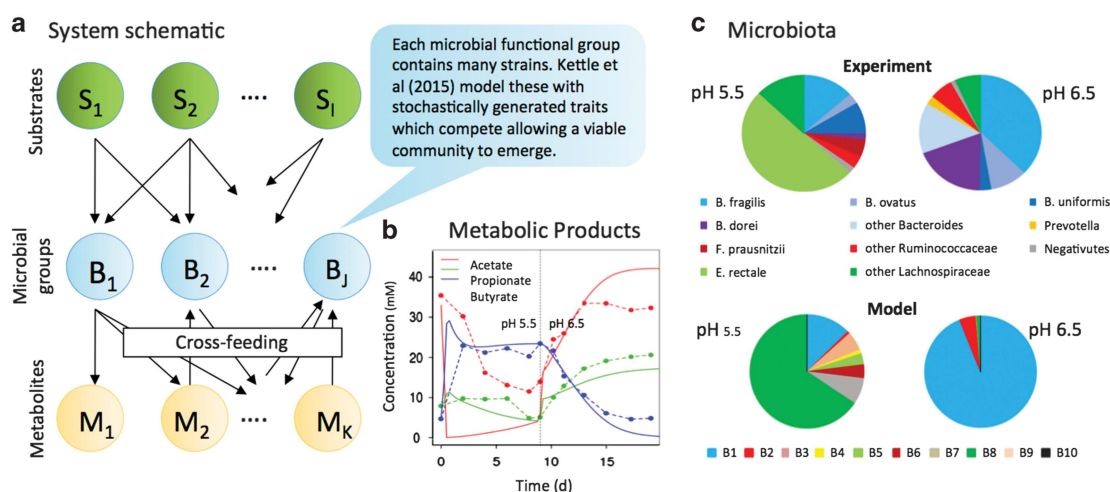 a System schematic
Substrates
S1 S2 .... SI
Each microbial functional group
contains many strains. Kettle
et al (2015) model these with
stochastically generated traits
which compete allowing a viable
community to emerge.
Microbial
groups
B1 B2 .... BJ
Cross-feeding
Metabolites
M1 M2 .... MK
b Metabolic Products
Concentration (mM)
40
30
20
10
0
Acetate
Propionate
Butyrate
pH 5.5 pH 6.5
0 5 10 15
Time (d)
c Microbiota
Experiment
pH 5.5 pH 6.5
B. fragilis B. ovatus B. uniformis
B. dorei other Bacteroides Prevotella
F. prausnitzii other Ruminococcaceae Negativutes
E. rectale other Lachnospiraceae
Model
pH 5.5 pH 6.5
B1 B2 B3 B4 B5 B6 B7 B8 B9 B10